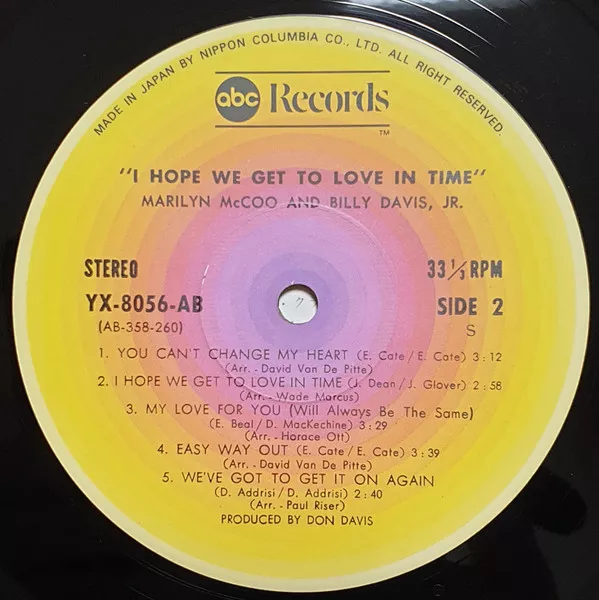 MADE IN JAPAN BY NIPPON COLUMBIA CO., LTD. ALL RIGHT RESERVED.
abc Records
TM
"I HOPE WE GET TO LOVE IN TIME"
MARILYN McCOO AND BILLY DAVIS, JR.
STEREO 33 1/3 RPM
YX-8056-AB SIDE 2
(AB-358-260) S
1. YOU CAN'T CHANGE MY HEART (E. Cate / E. Cate) 3:12
(Arr. - David Van De Pitte)
2. I HOPE WE GET TO LOVE IN TIME (J. Dean / J. Glover) 2:58
(Arr. - Wade Marcus)
3. MY LOVE FOR YOU (Will Always Be The Same)
(E. Beal / D. MacKechine) 3:29
(Arr. - Horace Ott)
4. EASY WAY OUT (E. Cate / E. Cate) 3:39
(Arr. - David Van De Pitte)
5. WE'VE GOT TO GET IT ON AGAIN
(D. Addrisi / D. Addrisi) 2:40
(Arr. - Paul Riser)
PRODUCED BY DON DAVIS